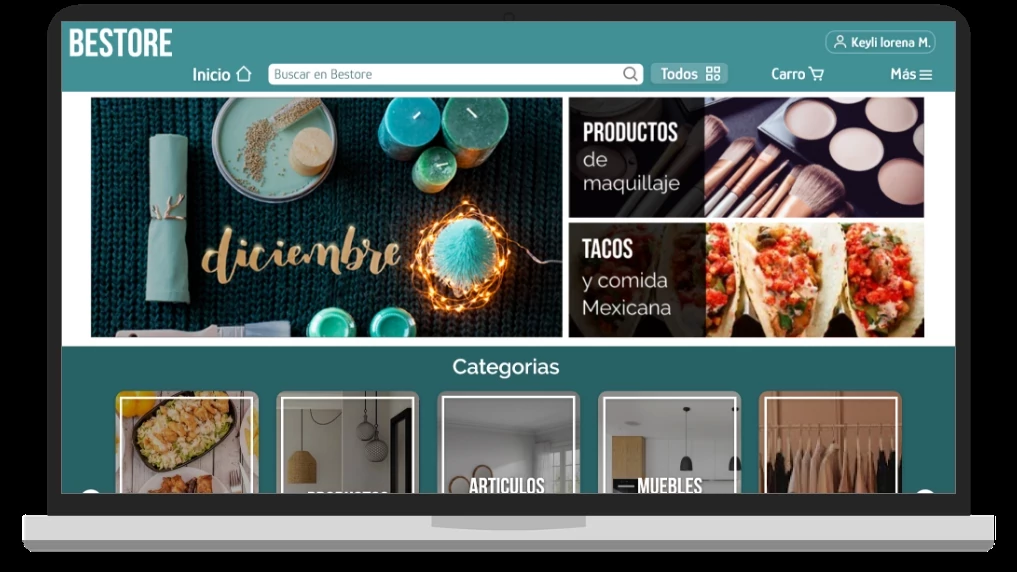 BESTORE
Keyli lorena M.
Inicio
Buscar en Bestore
Todos
Carro
Más
diciembre
PRODUCTOS
de
maquillaje
TACOS
y comida
Mexicana
Categorias
PRODUCTOS
ARTICULOS
MUEBLES